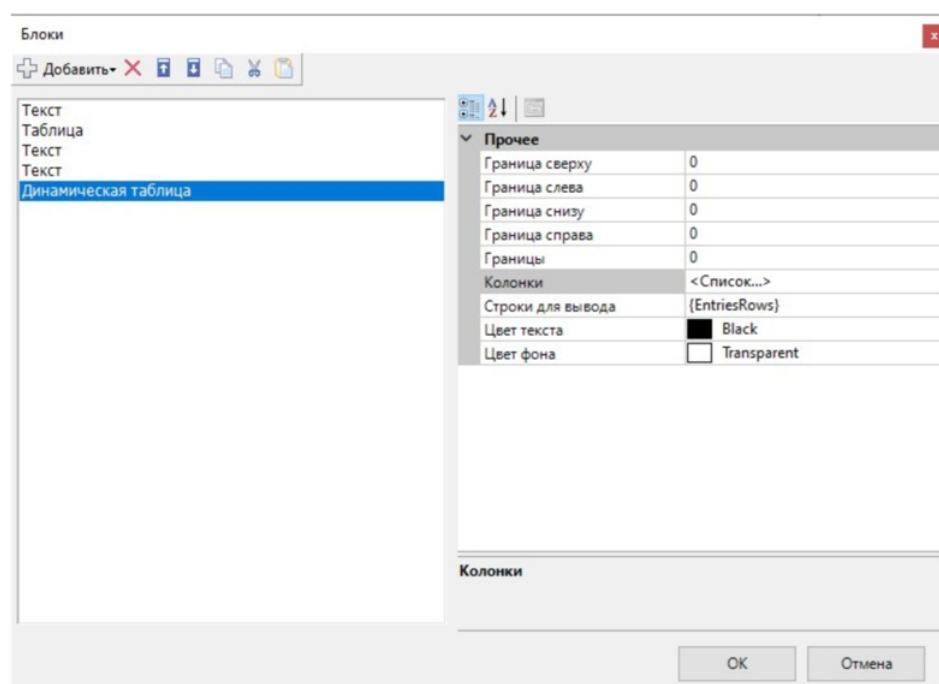 Блоки
x
Добавить
Текст
Таблица
Текст
Текст
Динамическая таблица
A
Z
Прочее
Граница сверху 0
Граница слева 0
Граница снизу 0
Граница справа 0
Границы 0
Колонки <Список...>
Строки для вывода {EntriesRows}
Цвет текста Black
Цвет фона Transparent
Колонки
OK Отмена